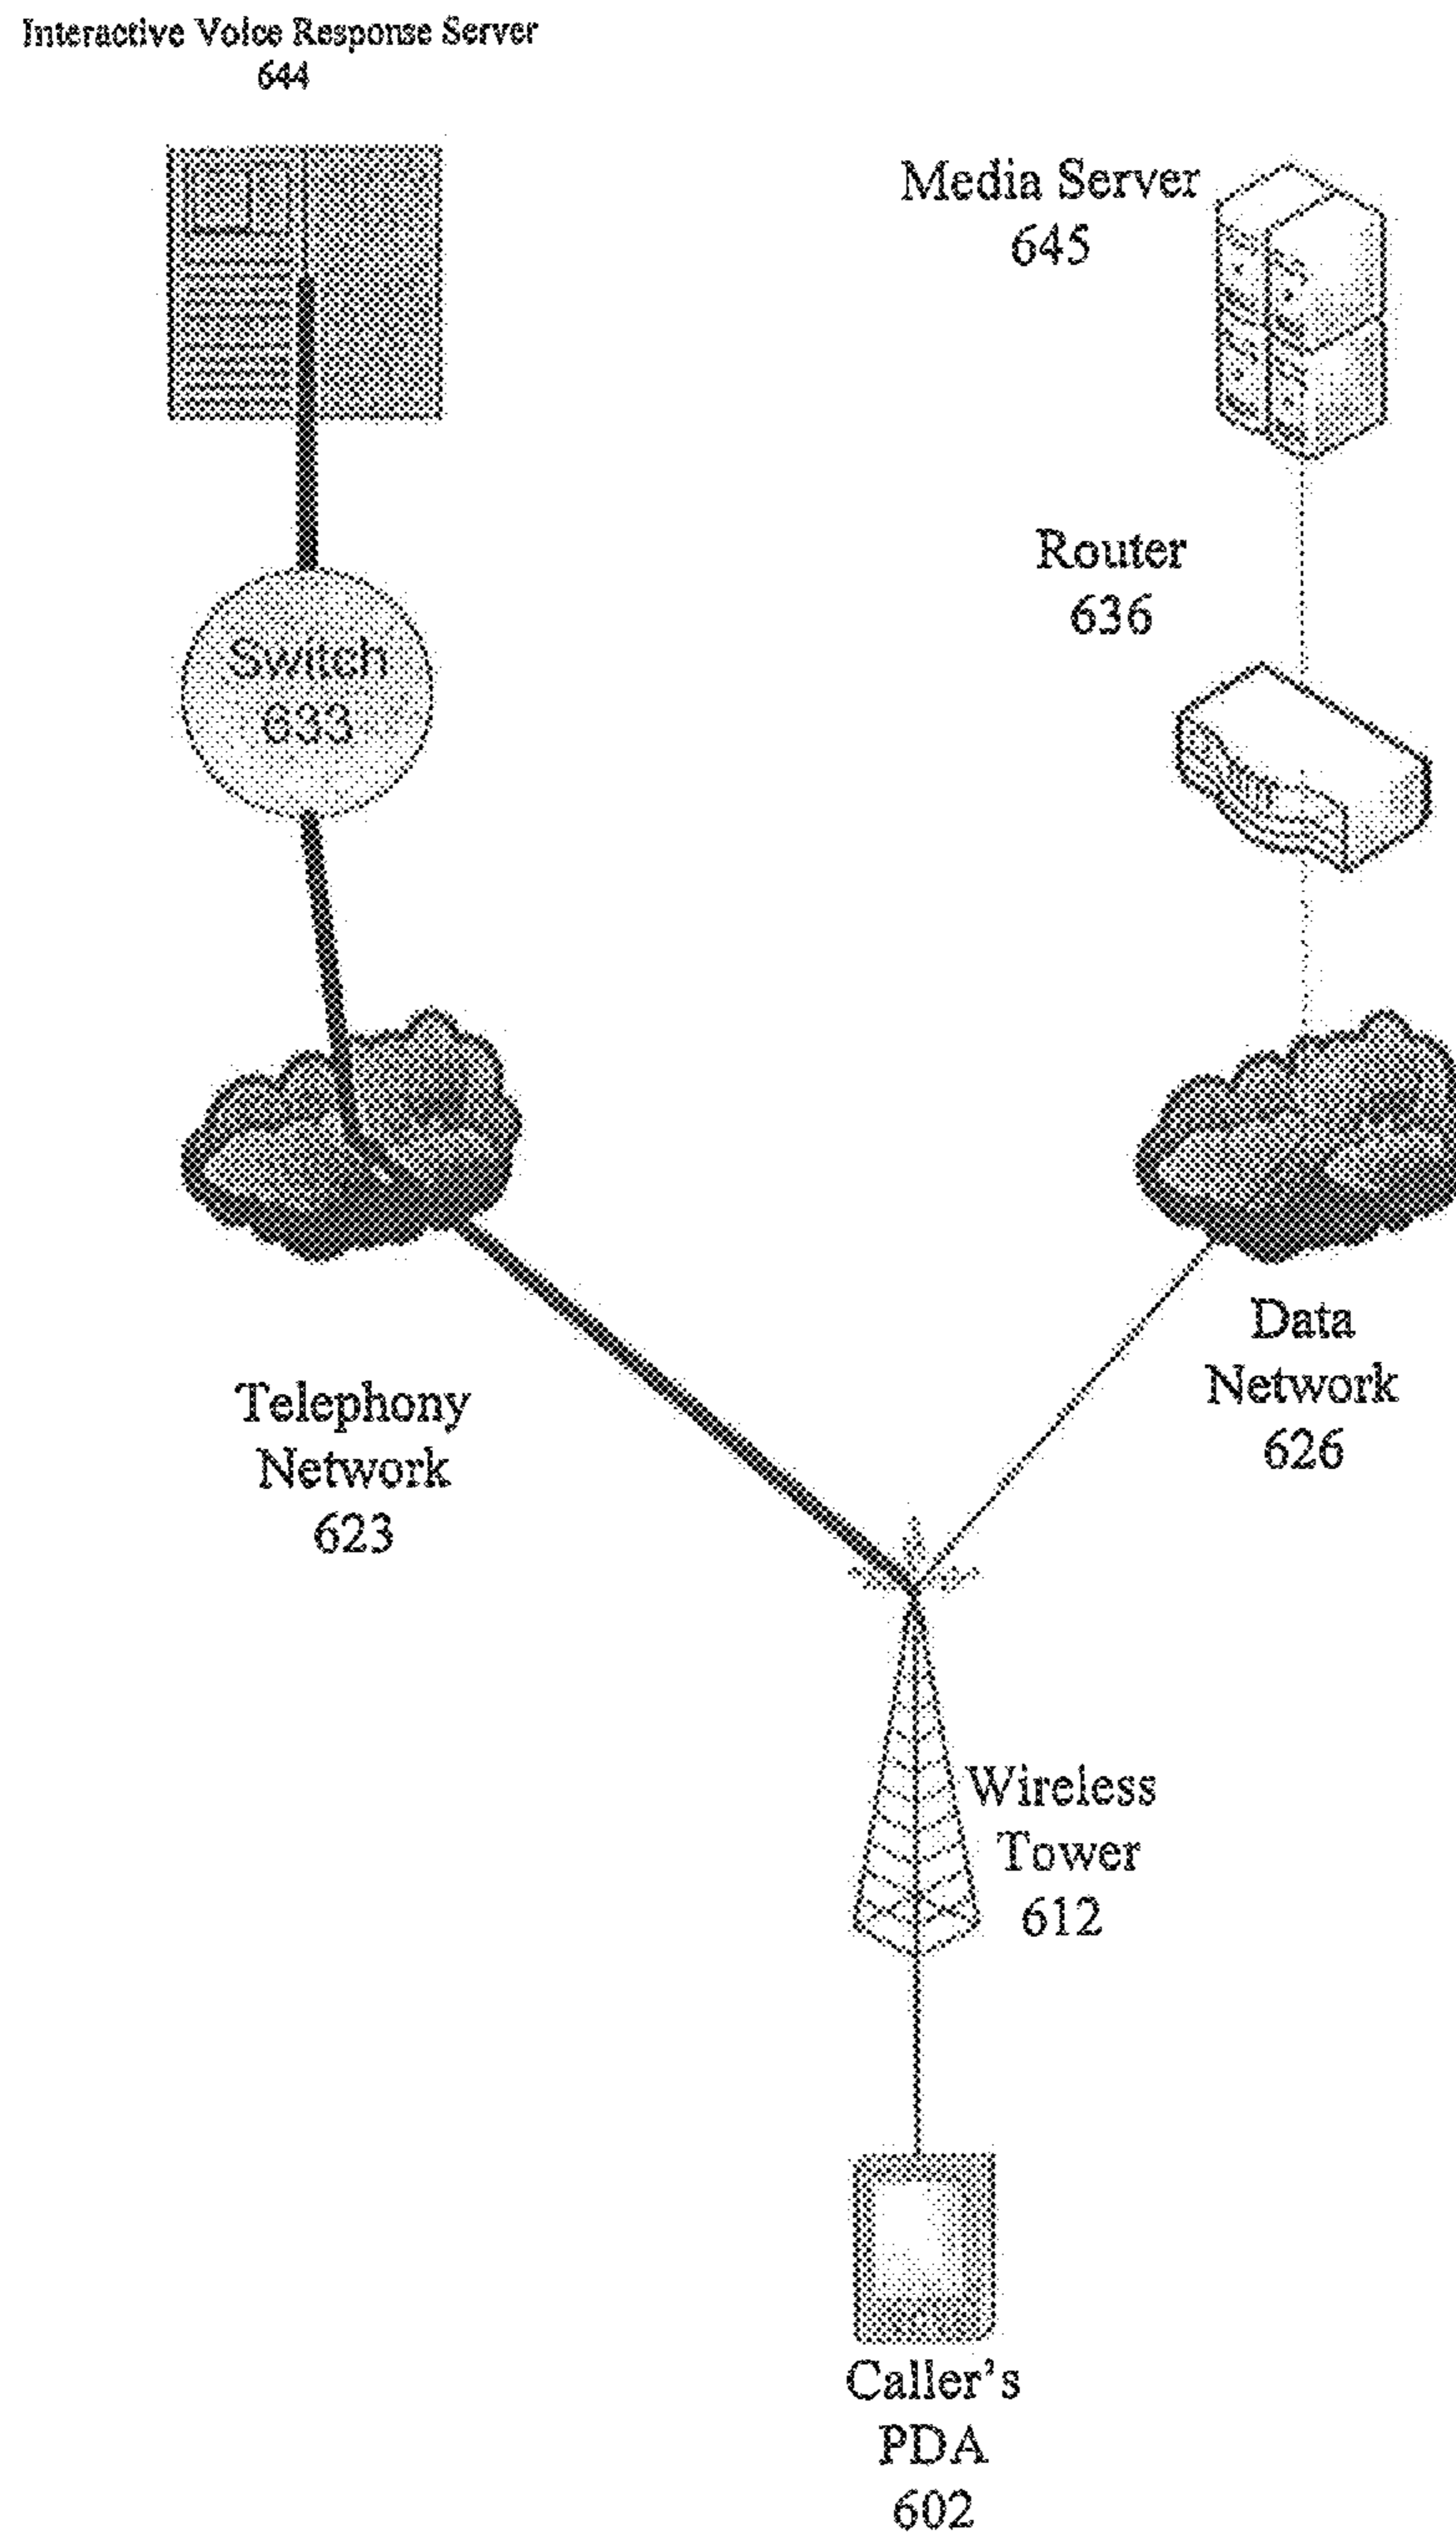 Interactive Voice Response Server
644
Media Server
645
Router
636
Switch
633
Data
Network
626
Telephony
Network
623
Wireless
Tower
612
Caller's
PDA
602